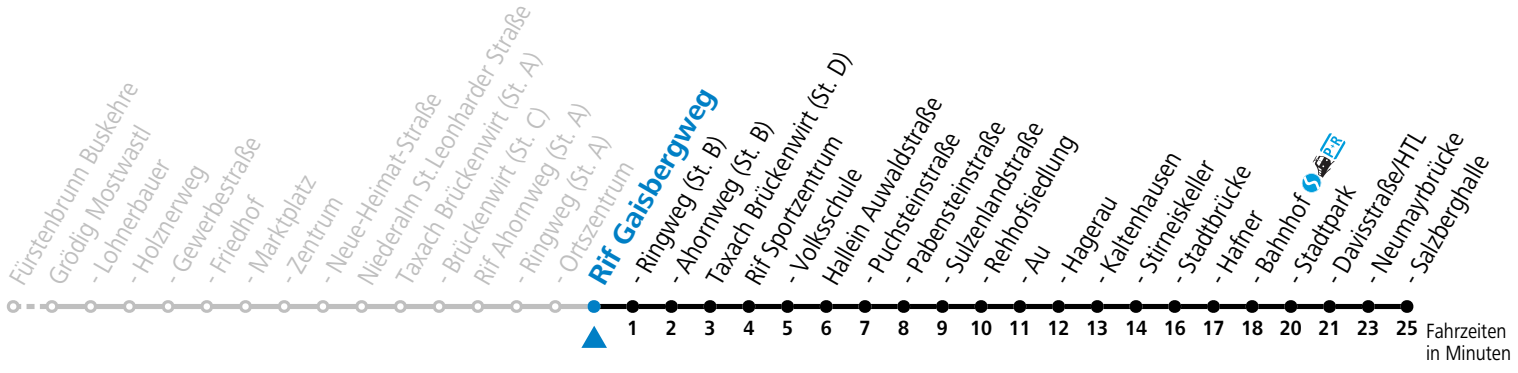 Fürstenbrunn Buskehre
Grödig Mostwastl
- Lohnerbauer
- Holznerweg
- Gewerbestraße
- Friedhof
- Marktplatz
- Zentrum
- Neue-Heimat-Straße
Niederalm St.Leonharder Straße
Taxach Brückenwirt (St. A)
- Brückenwirt (St. C)
Rif Ahornweg (St. A)
- Ringweg (St. A)
- Ortszentrum
Rif Gaisbergweg
- Ringweg (St. B)
- Ahornweg (St. B)
Taxach Brückenwirt (St. D)
Rif Sportzentrum
- Volksschule
Hallein Auwaldstraße
- Puchsteinstraße
- Pabensteinstraße
- Sulzenlandstraße
- Rehhofsiedlung
- Au
- Hagerau
- Kaltenhausen
- Stirneiskeller
- Stadtbrücke
- Hafner
- Bahnhof S P+R
- Stadtpark
- Davisstraße/HTL
- Neumayrbrücke
- Salzberghalle
1 2 3 4 5 6 7 8 9 10 11 12 13 14 16 17 18 20 21 23 25 Fahrzeiten
in Minuten